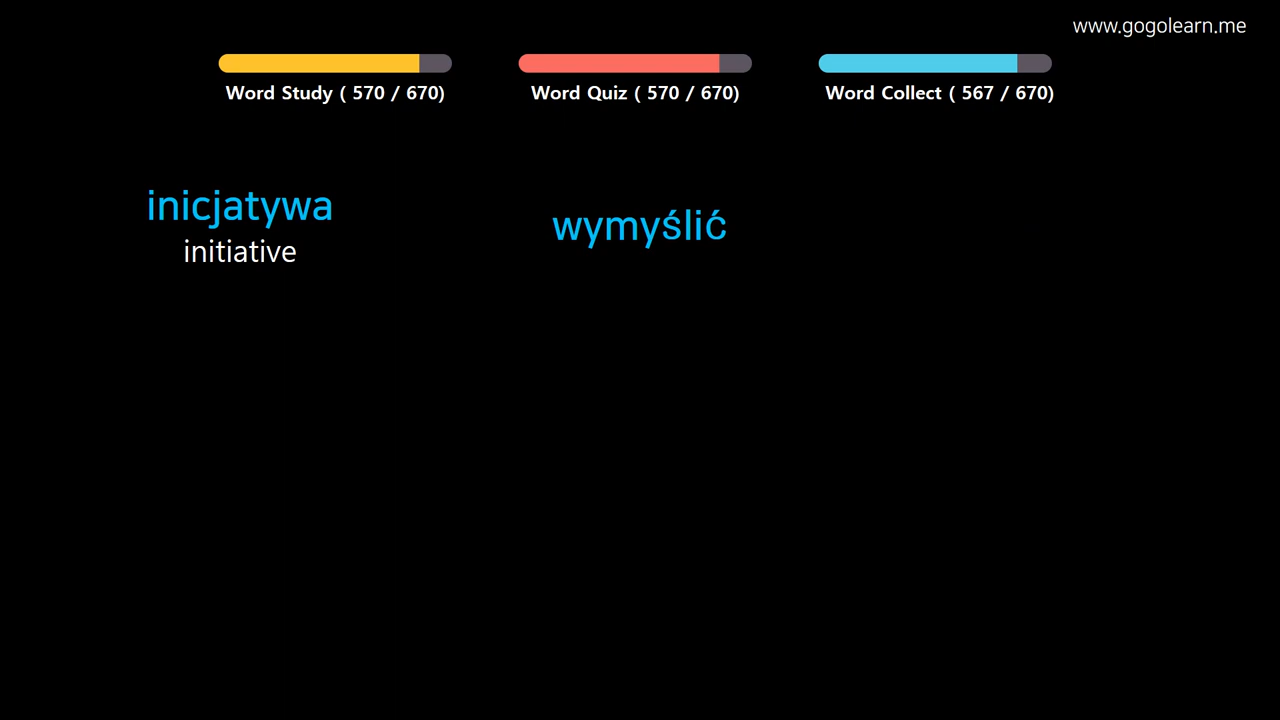 www.gogolearn.me
Word Study ( 570 / 670)
Word Quiz ( 570 / 670)
Word Collect ( 567 / 670)
inicjatywa
initiative
wymyślić